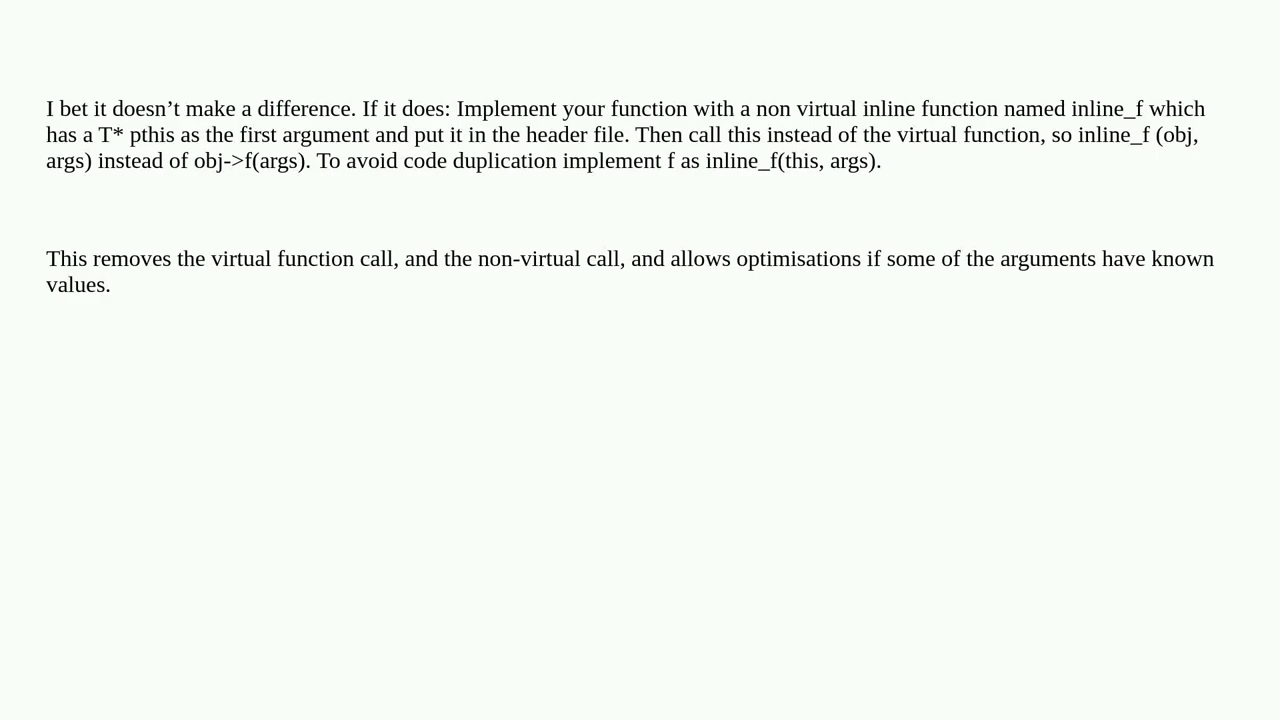 I bet it doesn’t make a difference. If it does: Implement your function with a non virtual inline function named inline_f which
has a T* pthis as the first argument and put it in the header file. Then call this instead of the virtual function, so inline_f (obj,
args) instead of obj->f(args). To avoid code duplication implement f as inline_f(this, args).
This removes the virtual function call, and the non-virtual call, and allows optimisations if some of the arguments have known
values.